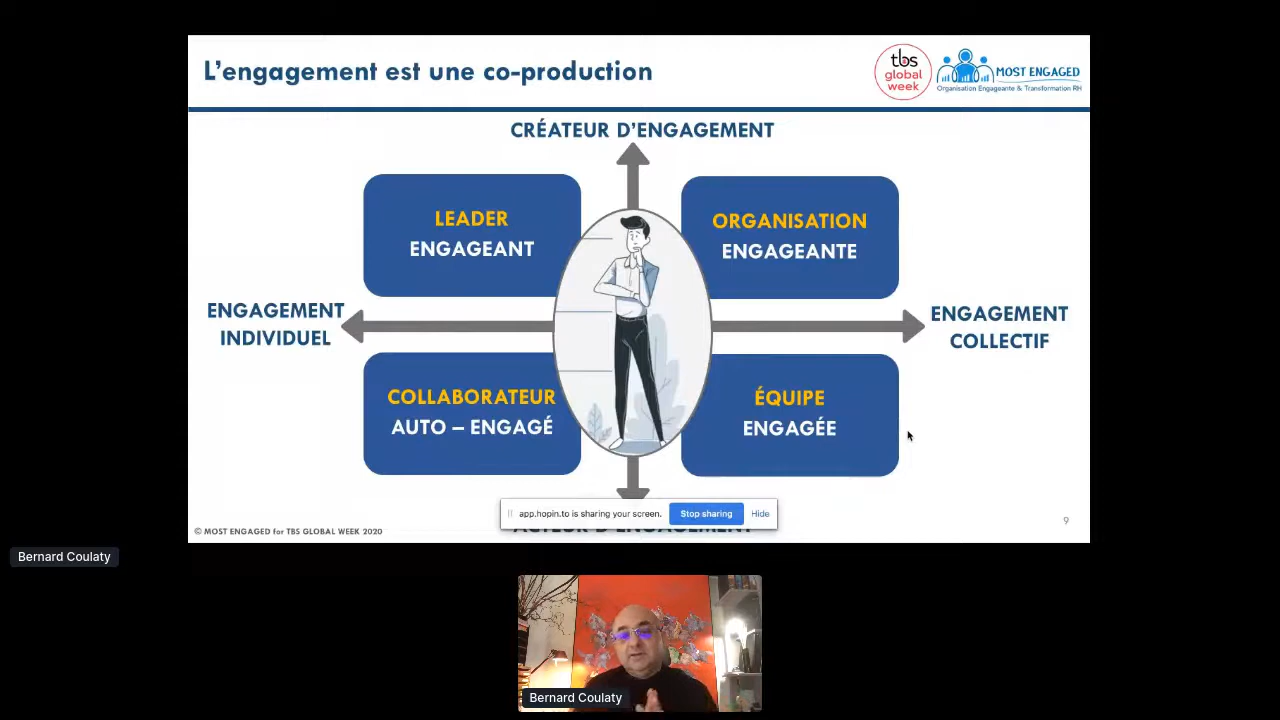 L'engagement est une co-production
tbs
global
week
MOST ENGAGED
Organisation Engageante & Transformation RH
CRÉATEUR D'ENGAGEMENT
LEADER
ENGAGEANT
ORGANISATION
ENGAGEANTE
ENGAGEMENT
INDIVIDUEL
ENGAGEMENT
COLLECTIF
COLLABORATEUR
AUTO – ENGAGÉ
ÉQUIPE
ENGAGÉE
app.hopin.to is sharing your screen.
Stop sharing
Hide
ACTEUR D'ENGAGEMENT
© MOST ENGAGED for TBS GLOBAL WEEK 2020
9
Bernard Coulaty
Bernard Coulaty